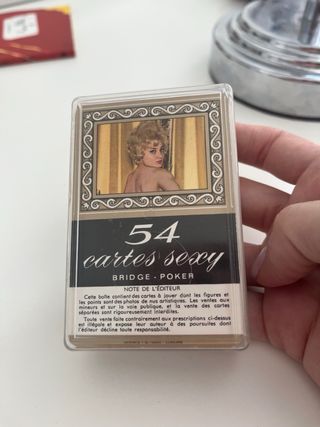 54
cartes sexy
BRIDGE - POKER
NOTE DE L'ÉDITEUR
Cette boîte contient des cartes à jouer dont les figures et
les points sont des photos de nus artistiques. Les ventes aux
mineurs et sur la voie publique, et la vente des cartes
séparées sont rigoureusement interdites.
Toute vente faite contrairement aux prescriptions ci-dessus
est illégale et expose leur auteur à des poursuites dont
l'éditeur décline toute responsabilité.